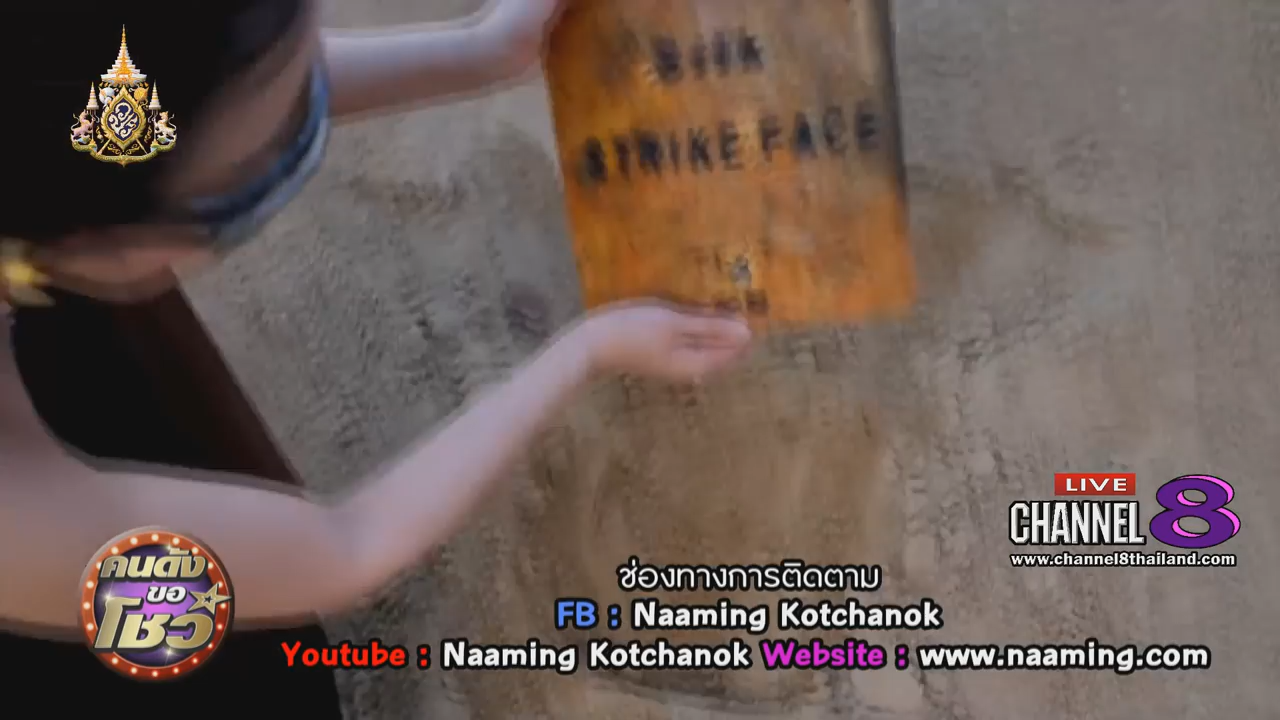 STRIKE FACE
LIVE
CHANNEL 8
www.channel8thailand.com
คนดัง
ขอ
โชว์
ช่องทางการติดตาม
FB : Naaming Kotchanok
Youtube : Naaming Kotchanok Website : www.naaming.com